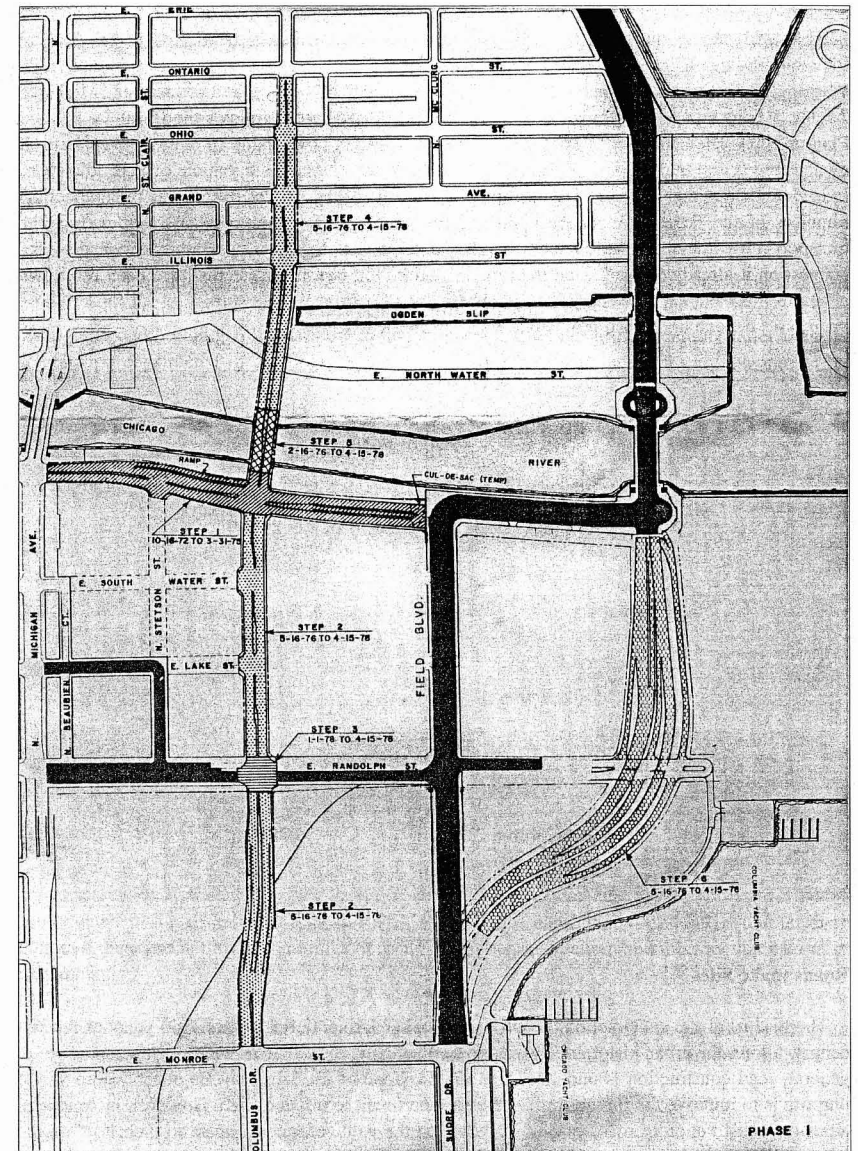 E. ERIE
N.
E. ONTARIO ST.
ST.
MC CLURG
E. OHIO ST.
ST. CLAIR
N.
AVE.
E. GRAND
N.
STEP 4
5-16-76 TO 4-15-78
E. ILLINOIS ST
OGDEN SLIP
E. NORTH WATER ST.
CHICAGO
STEP 5
2-16-76 TO 4-15-78
RIVER
RAMP
CUL-DE-SAC (TEMP)
STEP 1
10-16-72 TO 3-31-75
AVE.
ST.
E. SOUTH WATER ST.
N. STETSON
CT.
MICHIGAN
FIELD BLVD.
STEP 2
5-16-76 TO 4-15-78
E. LAKE ST.
N. BEAUBIEN
N.
STEP 3
1-1-78 TO 4-15-78
E. RANDOLPH ST.
STEP 6
5-16-76 TO 4-15-78
COLUMBIA YACHT CLUB
STEP 2
5-16-76 TO 4-15-78
E. MONROE ST.
CHICAGO YACHT CLUB
COLUMBUS DR.
SHORE DR.
PHASE I